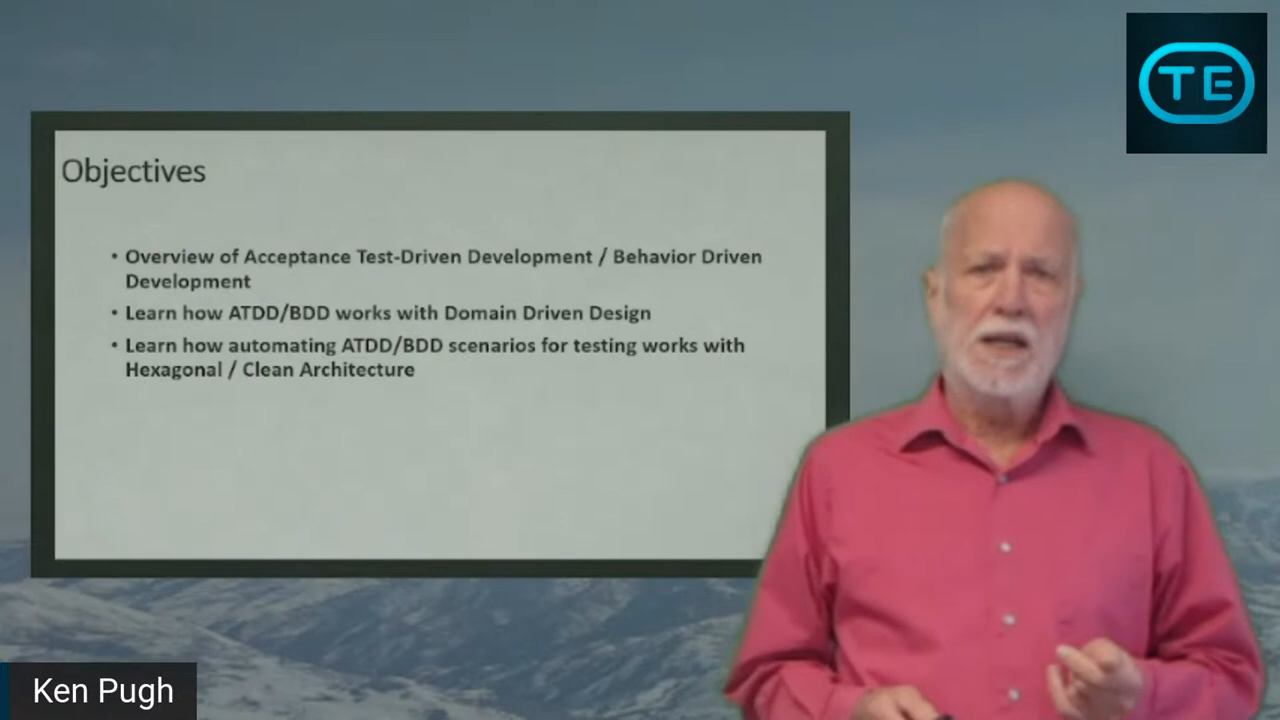 TE
Objectives
• Overview of Acceptance Test-Driven Development / Behavior Driven
Development
• Learn how ATDD/BDD works with Domain Driven Design
• Learn how automating ATDD/BDD scenarios for testing works with
Hexagonal / Clean Architecture
Ken Pugh